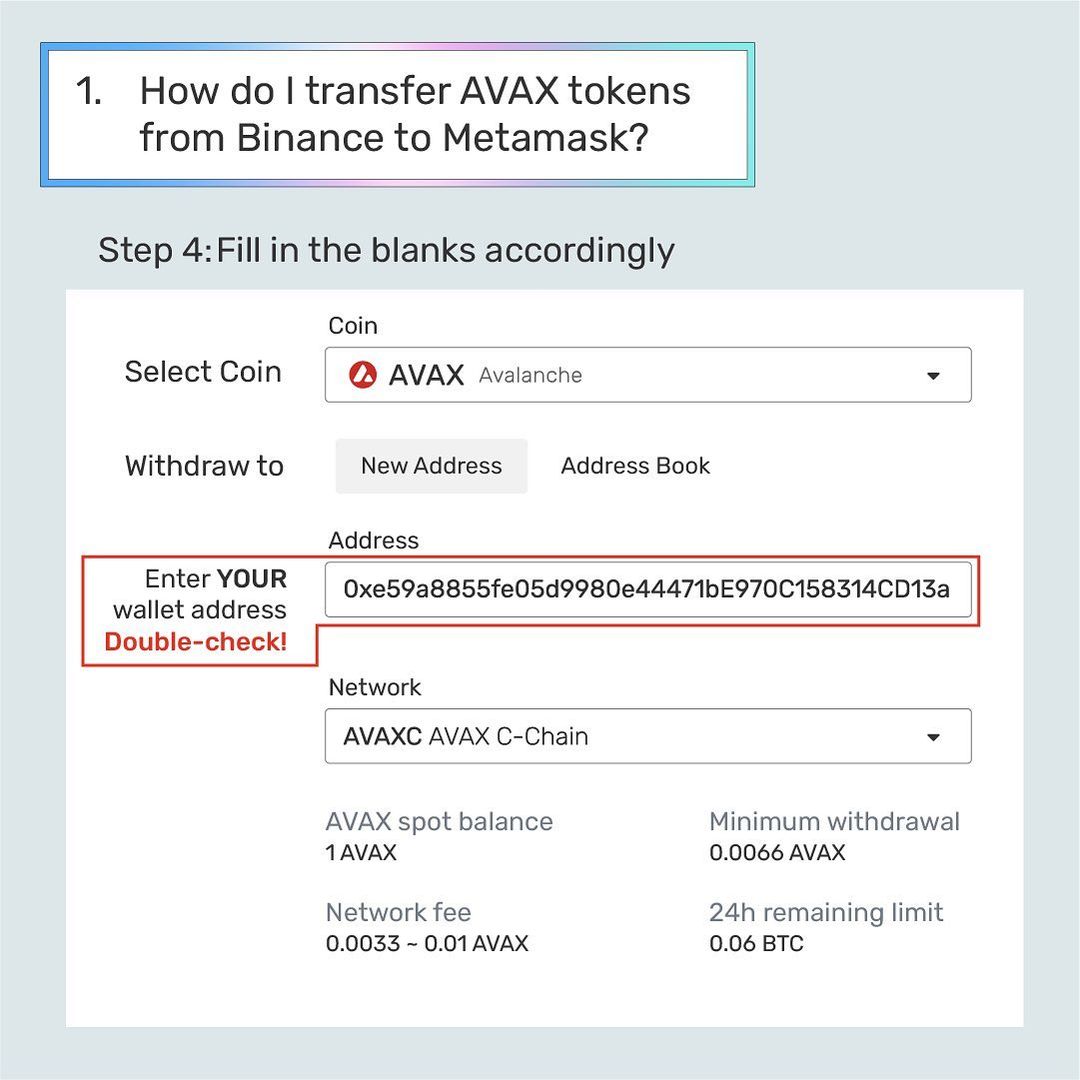 1. How do I transfer AVAX tokens
from Binance to Metamask?
Step 4: Fill in the blanks accordingly
Coin
Select Coin
AVAX Avalanche
Withdraw to
New Address
Address Book
Address
Enter YOUR
wallet address
Double-check!
0xe59a8855fe05d9980e44471bE970C158314CD13a
Network
AVAXC AVAX C-Chain
AVAX spot balance
1 AVAX
Minimum withdrawal
0.0066 AVAX
Network fee
0.0033 ~ 0.01 AVAX
24h remaining limit
0.06 BTC